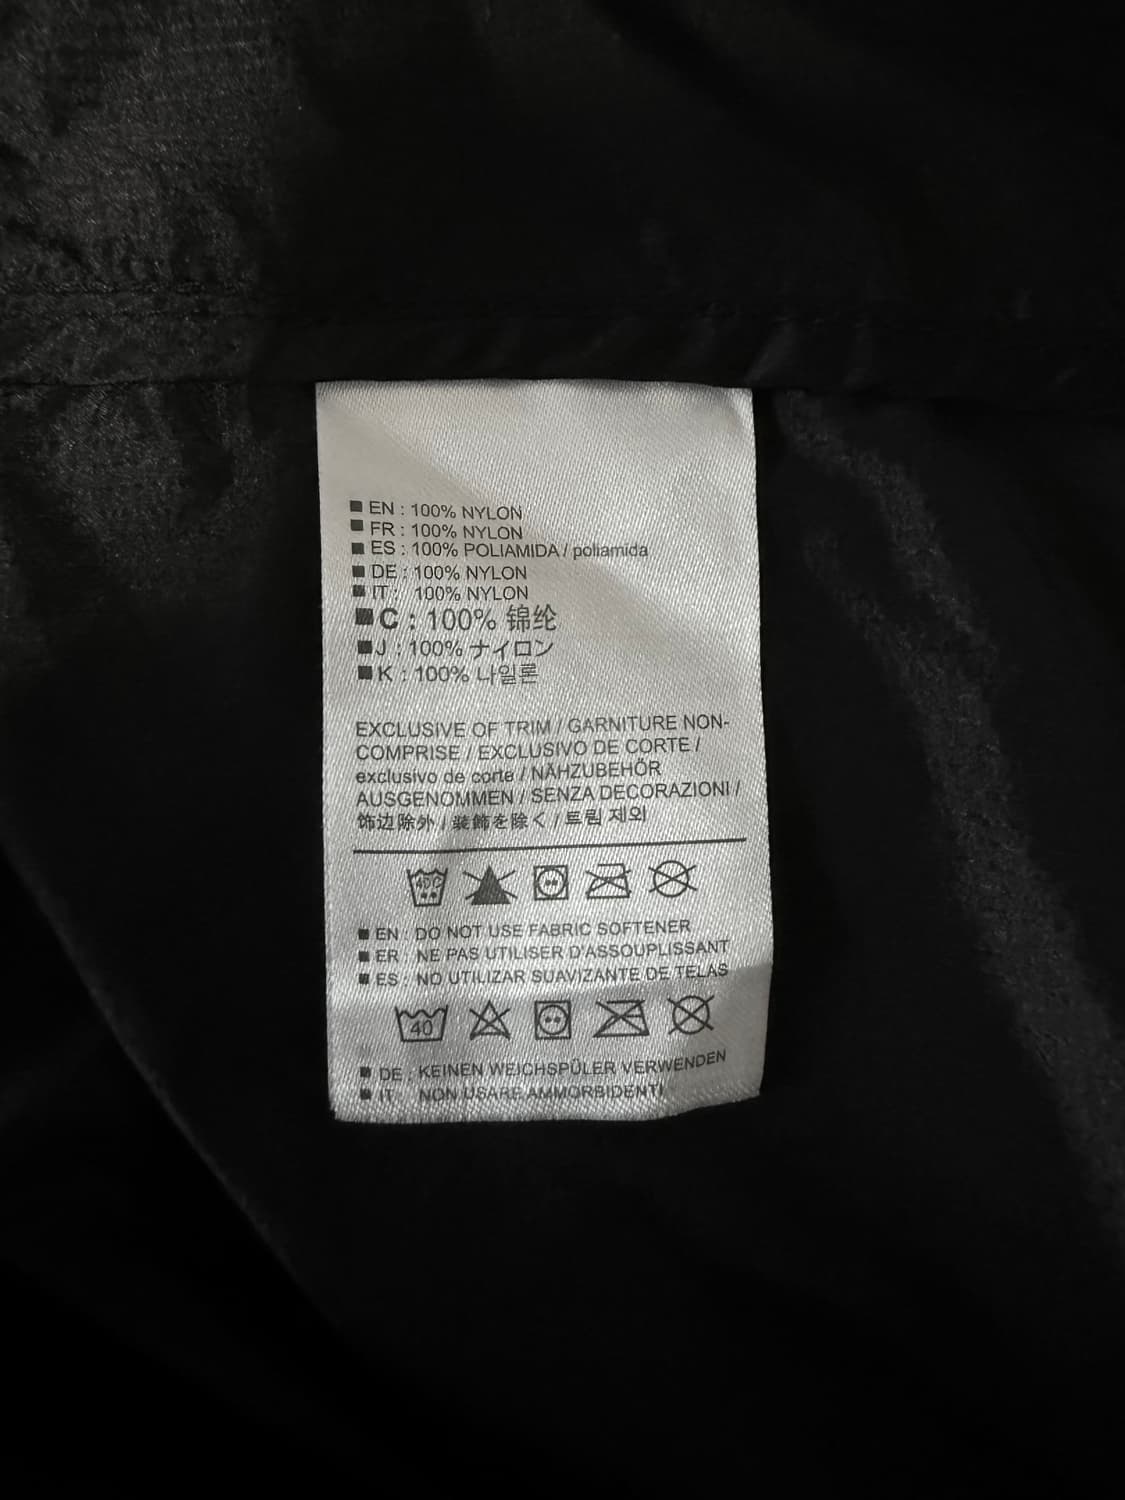 EN : 100% NYLON
FR : 100% NYLON
ES : 100% POLIAMIDA / poliamida
DE : 100% NYLON
IT : 100% NYLON
C : 100% 锦纶
J : 100% ナイロン
K : 100% 나일론
EXCLUSIVE OF TRIM / GARNITURE NON-
COMPRISE / EXCLUSIVO DE CORTE /
exclusivo de corte / NÄHZUBEHÖR
AUSGENOMMEN / SENZA DECORAZIONI /
饰边除外 / 装飾を除く / 트림 제외
40C
EN : DO NOT USE FABRIC SOFTENER
ER : NE PAS UTILISER D'ASSOUPLISSANT
ES : NO UTILIZAR SUAVIZANTE DE TELAS
40
DE : KEINEN WEICHSPÜLER VERWENDEN
IT : NON USARE AMMORBIDENTI